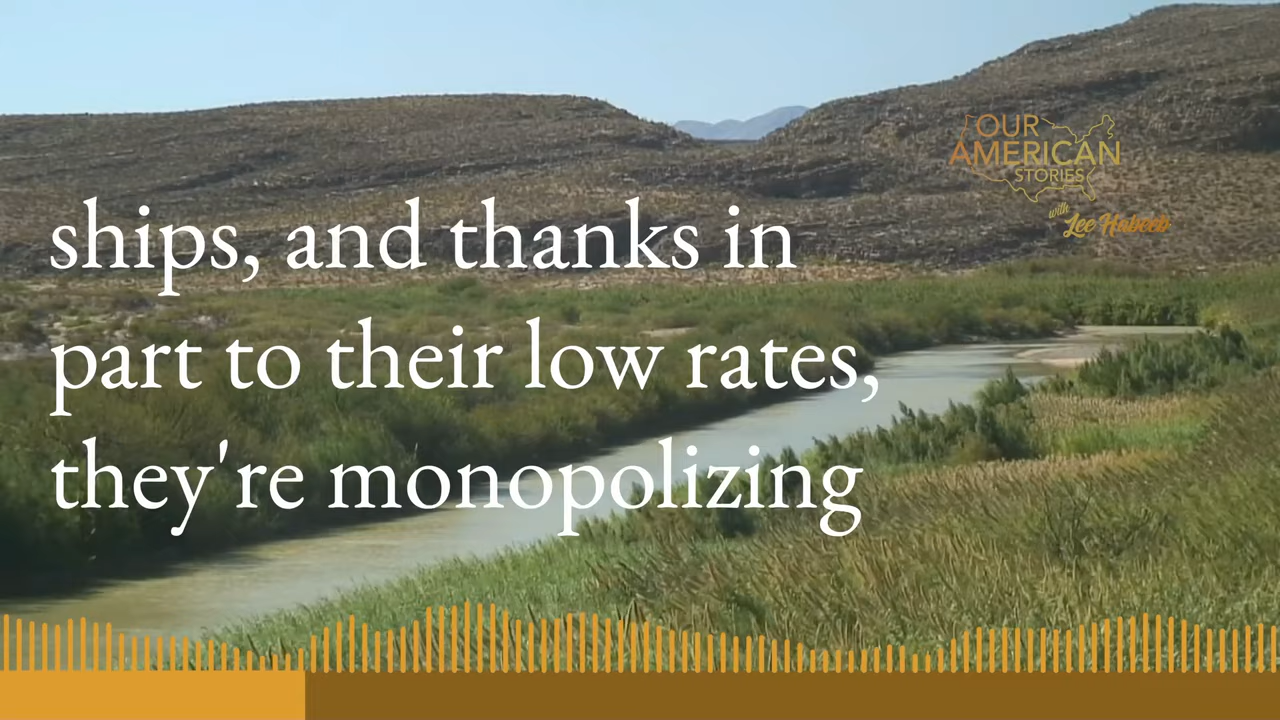 OUR
AMERICAN
STORIES
with
Lee Habeeb
ships, and thanks in
part to their low rates,
they're monopolizing